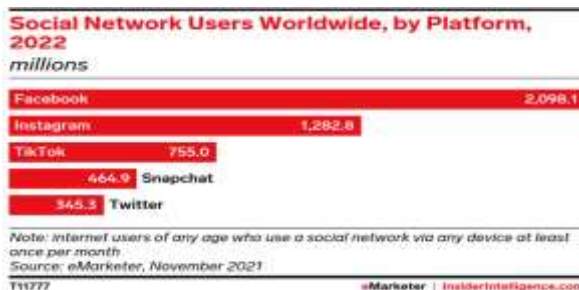 Social Network Users Worldwide, by Platform,
2022
millions
Facebook 2,098.1
Instagram 1,282.8
TikTok 755.0
464.9 Snapchat
345.3 Twitter
Note: internet users of any age who use a social network via any device at least
once per month
Source: eMarketer, November 2021
T11777 eMarketer | InsiderIntelligence.com